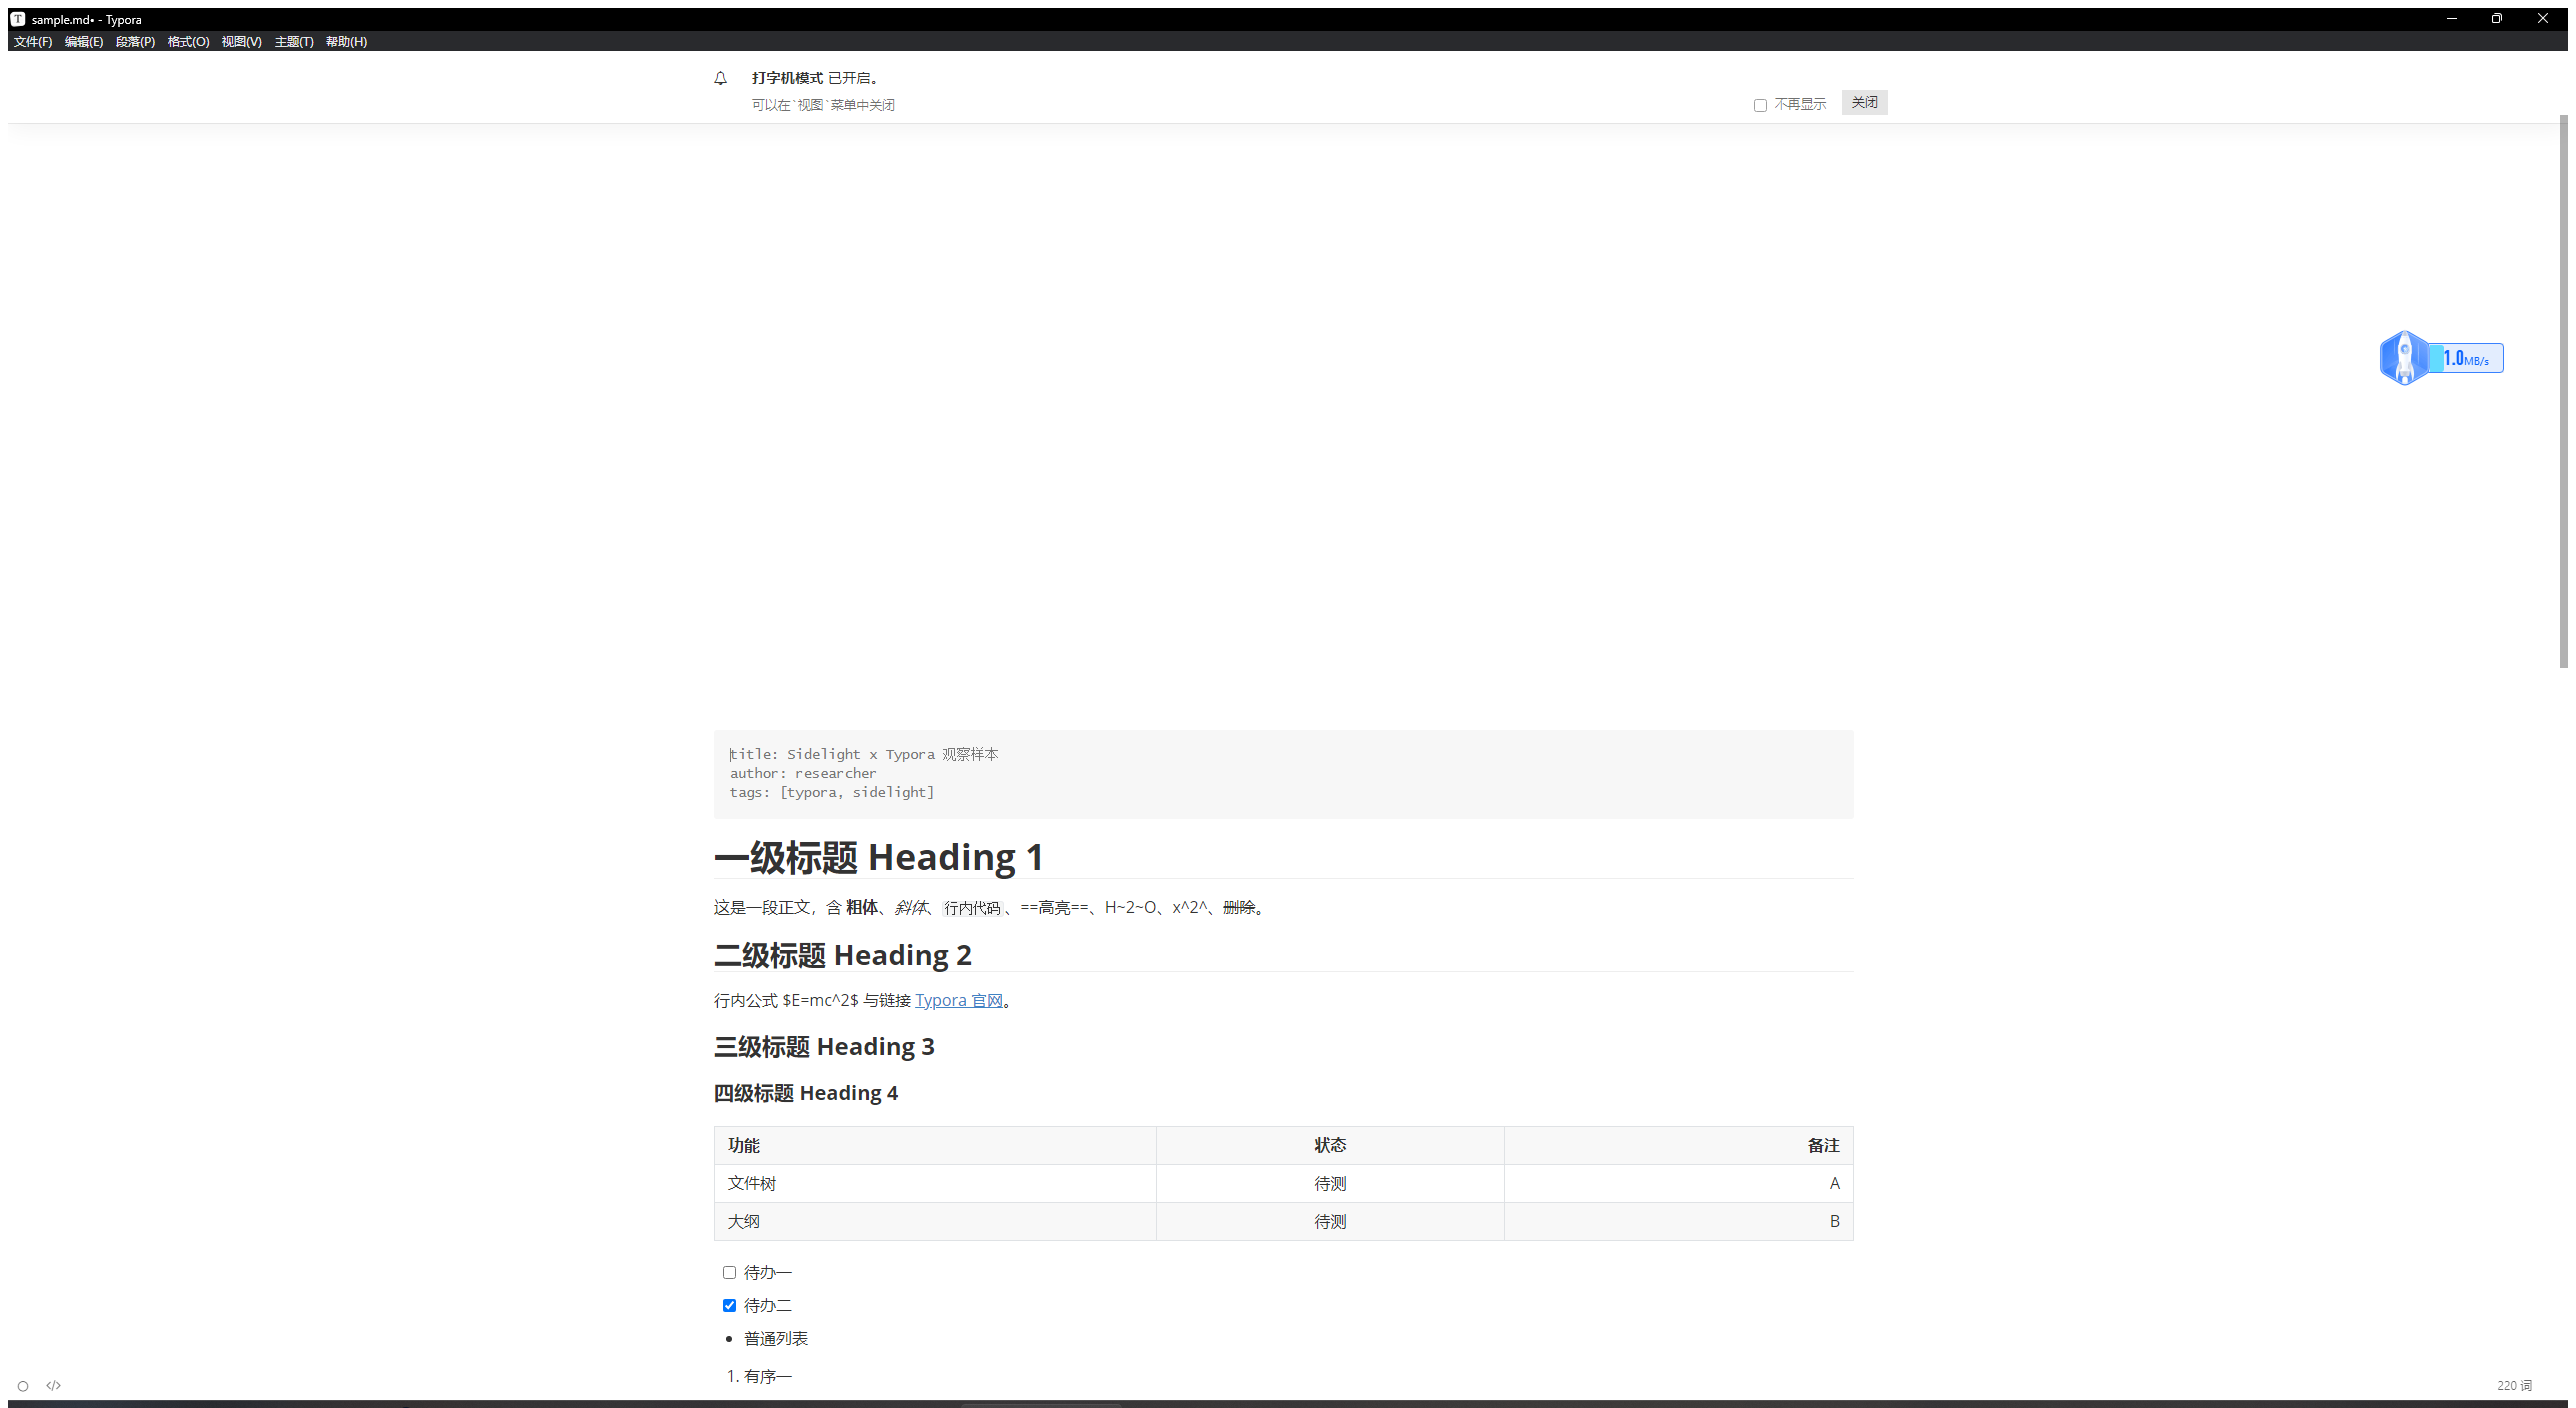 sample.md• - Typora
文件(F) 编辑(E) 段落(P) 格式(O) 视图(V) 主题(T) 帮助(H)
打字机模式 已开启。
可以在`视图`菜单中关闭
不再显示 关闭
1.0MB/s
title: Sidelight x Typora 观察样本
author: researcher
tags: [typora, sidelight]
一级标题 Heading 1
这是一段正文，含 粗体、斜体、行内代码、==高亮==、H~2~O、x^2^、删除。
二级标题 Heading 2
行内公式 $E=mc^2$ 与链接 Typora 官网。
三级标题 Heading 3
四级标题 Heading 4
功能 状态 备注
文件树 待测 A
大纲 待测 B
待办一
待办二
• 普通列表
1. 有序一
</> 220 词